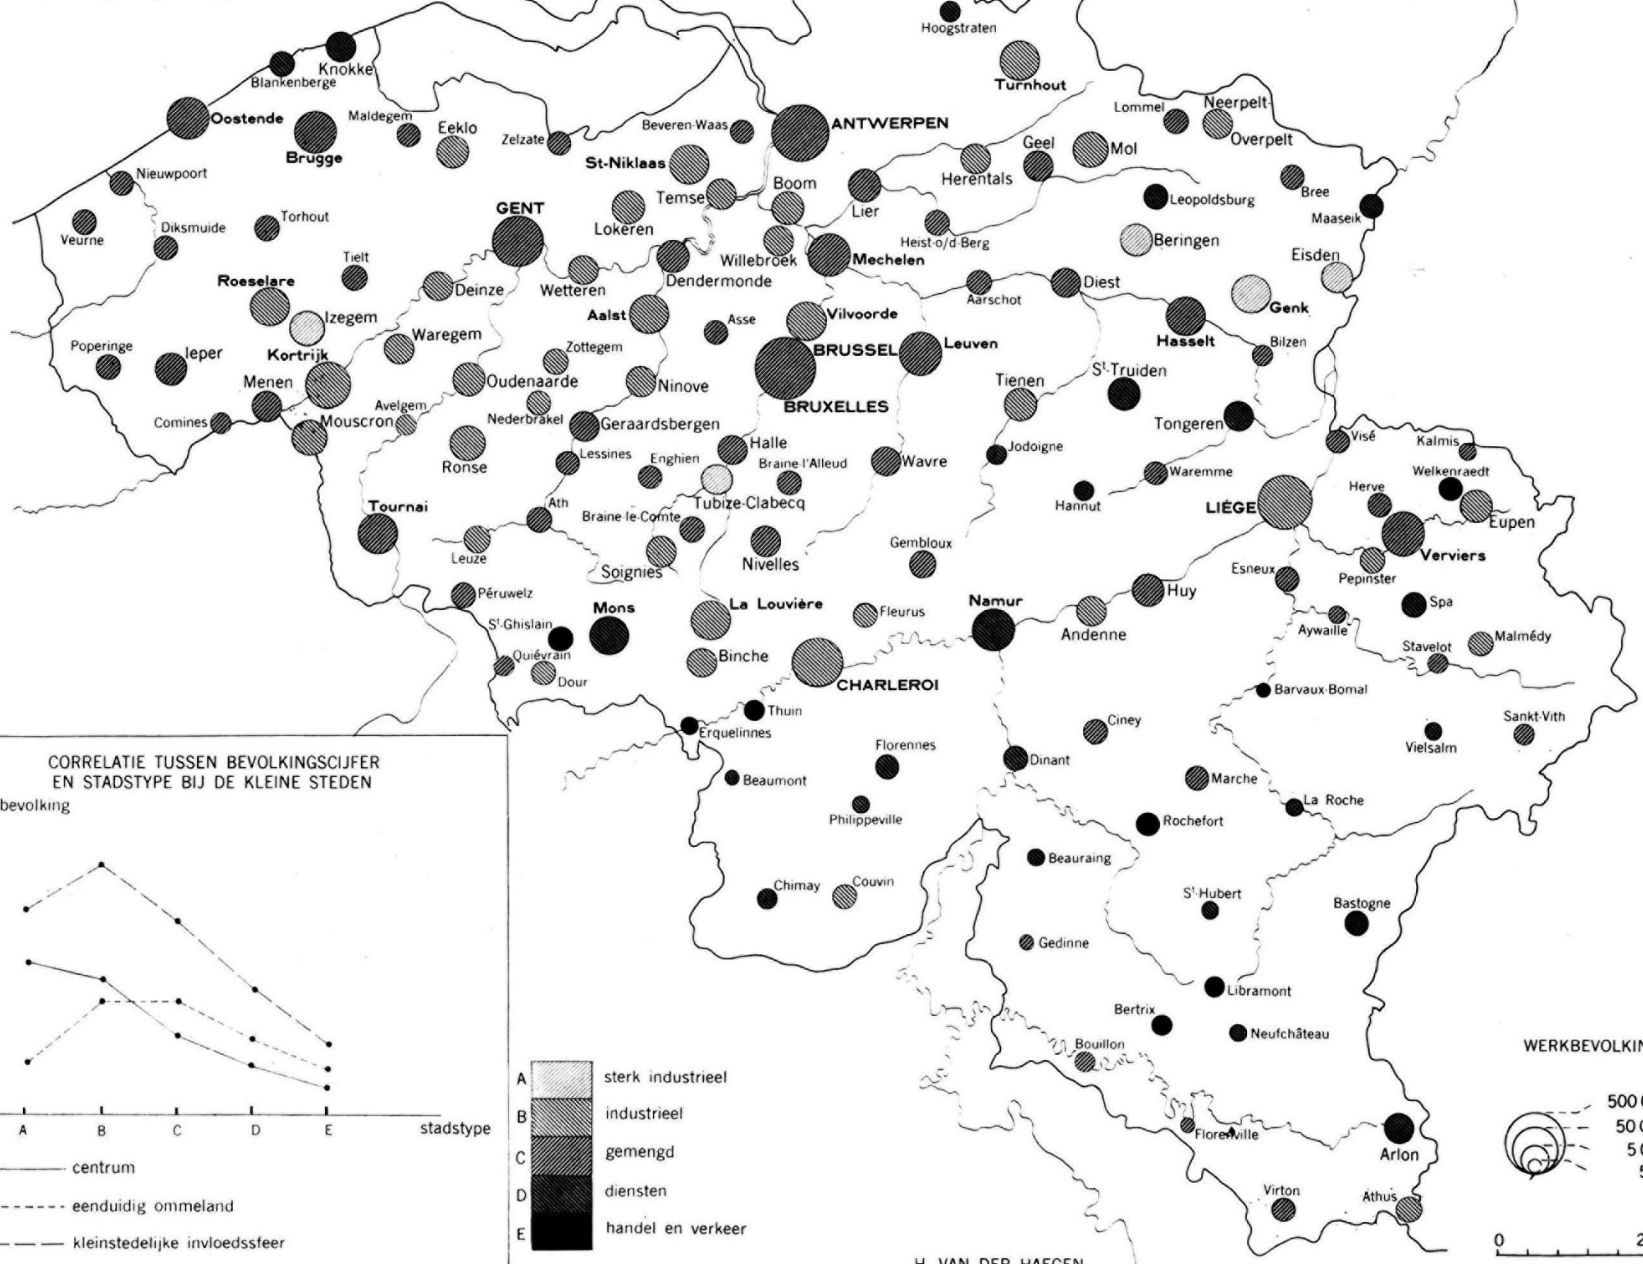 Hoogstraten
Knokke
Blankenberge
Turnhout
Oostende
Brugge
Maldegem
Eeklo
Zelzate
Beveren-Waas
ANTWERPEN
Lommel
Neerpelt-
Overpelt
St-Niklaas
Temse
Boom
Herentals
Geel
Mol
Nieuwpoort
Lier
Leopoldsburg
Bree
Maaseik
Veurne
Diksmuide
Torhout
GENT
Lokeren
Willebroek
Mechelen
Heist-o/d-Berg
Beringen
Eisden
Tielt
Roeselare
Izegem
Deinze
Wetteren
Dendermonde
Aarschot
Diest
Genk
Aalst
Asse
Vilvoorde
Hasselt
Bilzen
Poperinge
Ieper
Kortrijk
Waregem
Zottegem
BRUSSEL
BRUXELLES
Leuven
Menen
Oudenaarde
Ninove
Tienen
St-Truiden
Comines
Mouscron
Avelgem
Nederbrakel
Geraardsbergen
Tongeren
Ronse
Lessines
Enghien
Halle
Braine-l'Alleud
Wavre
Jodoigne
Visé
Kalmis
Tubize-Clabecq
Hannut
Waremme
Welkenraedt
Herve
LIÉGE
Eupen
Tournai
Ath
Braine-le-Comte
Leuze
Soignies
Nivelles
Gembloux
Verviers
Pepinster
Esneux
Huy
Péruwelz
Mons
La Louvière
Fleurus
Namur
Andenne
Spa
Aywaille
St-Ghislain
Quiévrain
Dour
Binche
CHARLEROI
Stavelot
Malmédy
Barvaux-Bomal
Thuin
Erquelinnes
Ciney
Vielsalm
Sankt-Vith
Florennes
Dinant
Beaumont
Marche
Philippeville
Rochefort
La Roche
Beauraing
Chimay
Couvin
St-Hubert
Bastogne
Gedinne
Libramont
Bertrix
Neufchâteau
Bouillon
Florenville
Arlon
Virton
Athus
CORRELATIE TUSSEN BEVOLKINGSCIJFER
EN STADSTYPE BIJ DE KLEINE STEDEN
bevolking
A B C D E stadstype
centrum
eenduidig ommeland
kleinstedelijke invloedssfeer
A sterk industrieel
B industrieel
C gemengd
D diensten
E handel en verkeer
0
H. VAN DER HAEGEN